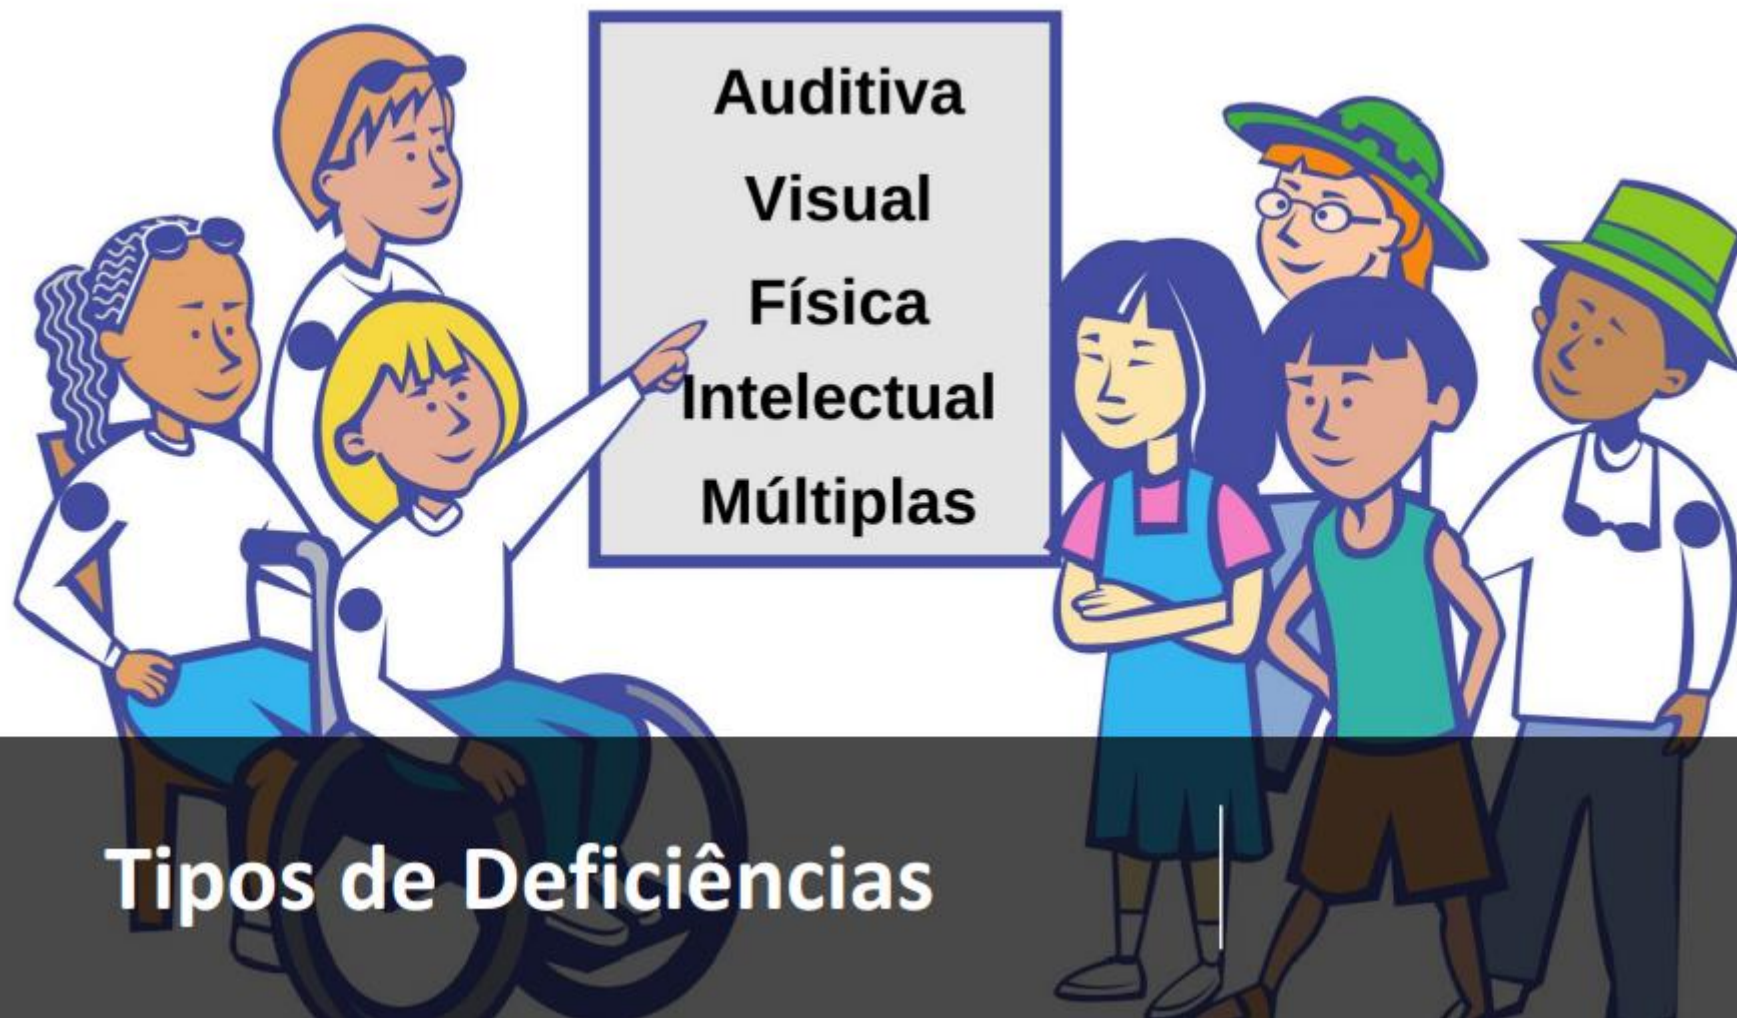 Auditiva
Visual
Física
Intelectual
Múltiplas
Tipos de Deficiências